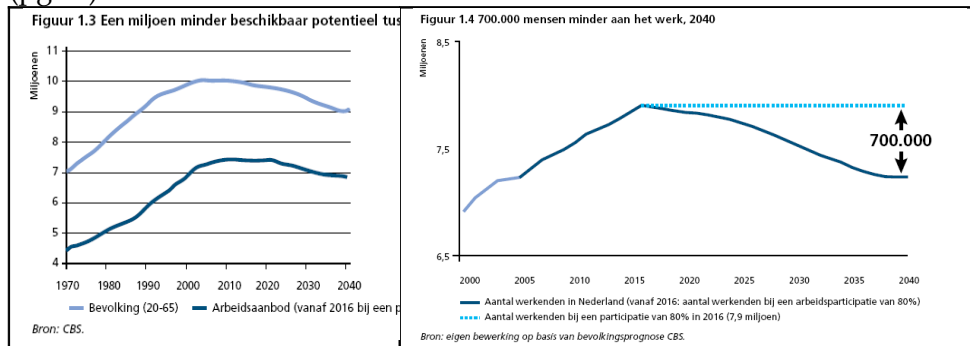 Figuur 1.3 Een miljoen minder beschikbaar potentieel
Miljoenen
11
10
9
8
7
6
5
4
1970 1980 1990 2000 2010 2020 2030 2040
Bevolking (20-65) Arbeidsaanbod (vanaf 2016 bij een
Bron: CBS.
Figuur 1.4 700.000 mensen minder aan het werk, 2040
Miljoenen
8,5
7,5
6,5
700.000
2000 2005 2010 2015 2020 2025 2030 2035 2040
Aantal werkenden in Nederland (vanaf 2016: aantal werkenden bij een arbeidsparticipatie van 80%)
Aantal werkenden bij een participatie van 80% in 2016 (7,9 miljoen)
Bron: eigen bewerking op basis van bevolkingsprognose CBS.